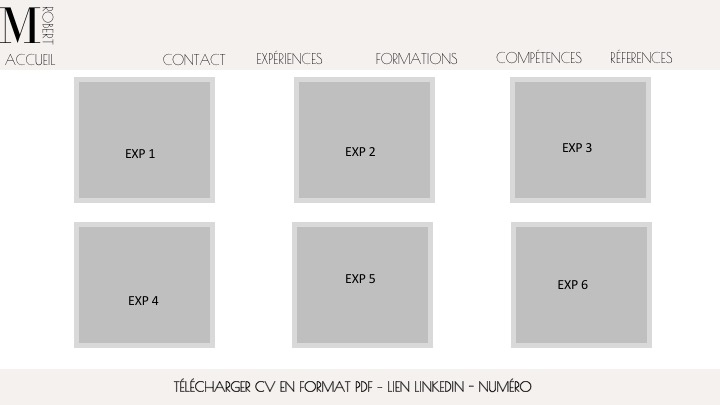 M ROBERT
ACCUEIL CONTACT EXPÉRIENCES FORMATIONS COMPÉTENCES RÉFERENCES
EXP 1 EXP 2 EXP 3
EXP 4 EXP 5 EXP 6
TÉLÉCHARGER CV EN FORMAT PDF – LIEN LINKEDIN – NUMÉRO